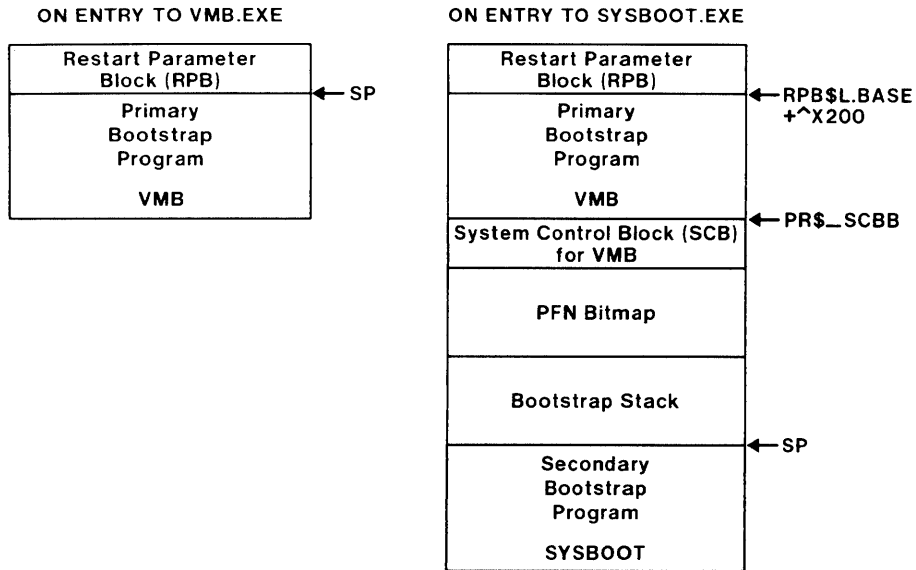 ON ENTRY TO VMB.EXE
Restart Parameter
Block (RPB)
SP
Primary
Bootstrap
Program
VMB
ON ENTRY TO SYSBOOT.EXE
Restart Parameter
Block (RPB)
RPB$L.BASE
+^X200
Primary
Bootstrap
Program
VMB
PR$_SCBB
System Control Block (SCB)
for VMB
PFN Bitmap
Bootstrap Stack
SP
Secondary
Bootstrap
Program
SYSBOOT